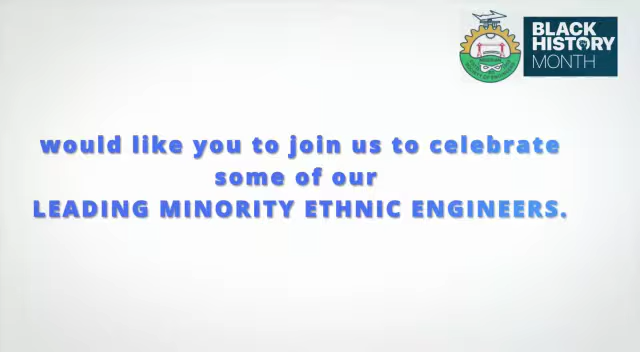 BLACK
HISTORY
MONTH
would like you to join us to celebrate
some of our
LEADING MINORITY ETHNIC ENGINEERS.